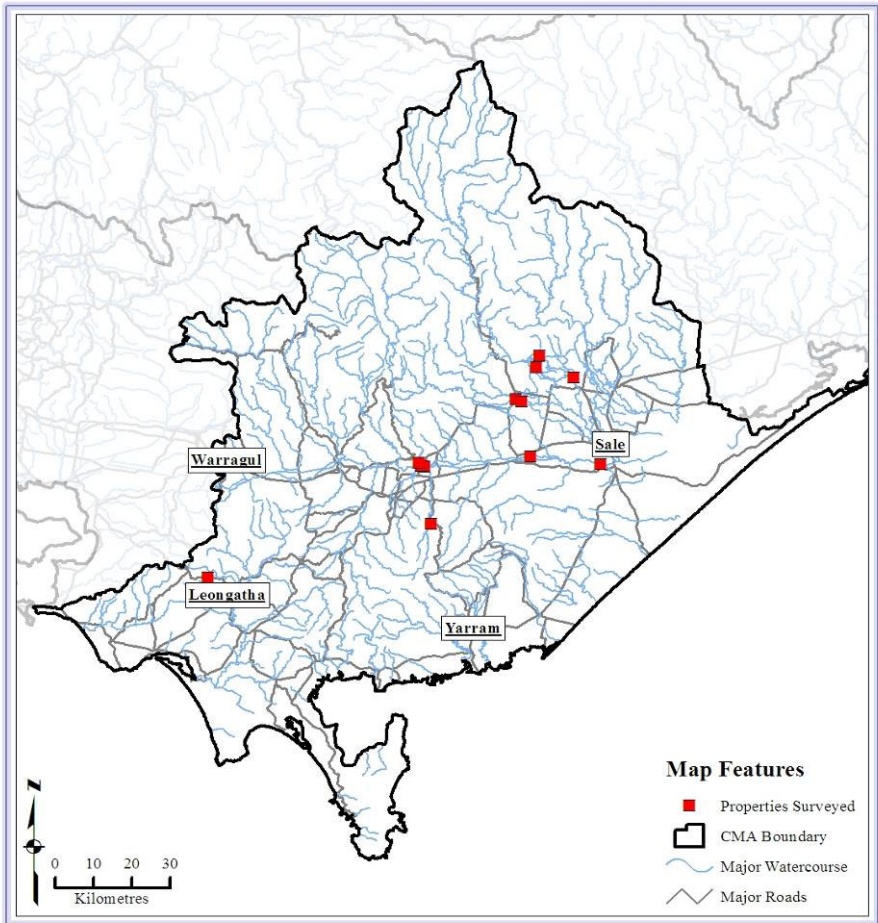 Warragul
Sale
Leongatha
Yarram
Map Features
Properties Surveyed
CMA Boundary
Major Watercourse
Major Roads
N
0 10 20 30
Kilometres